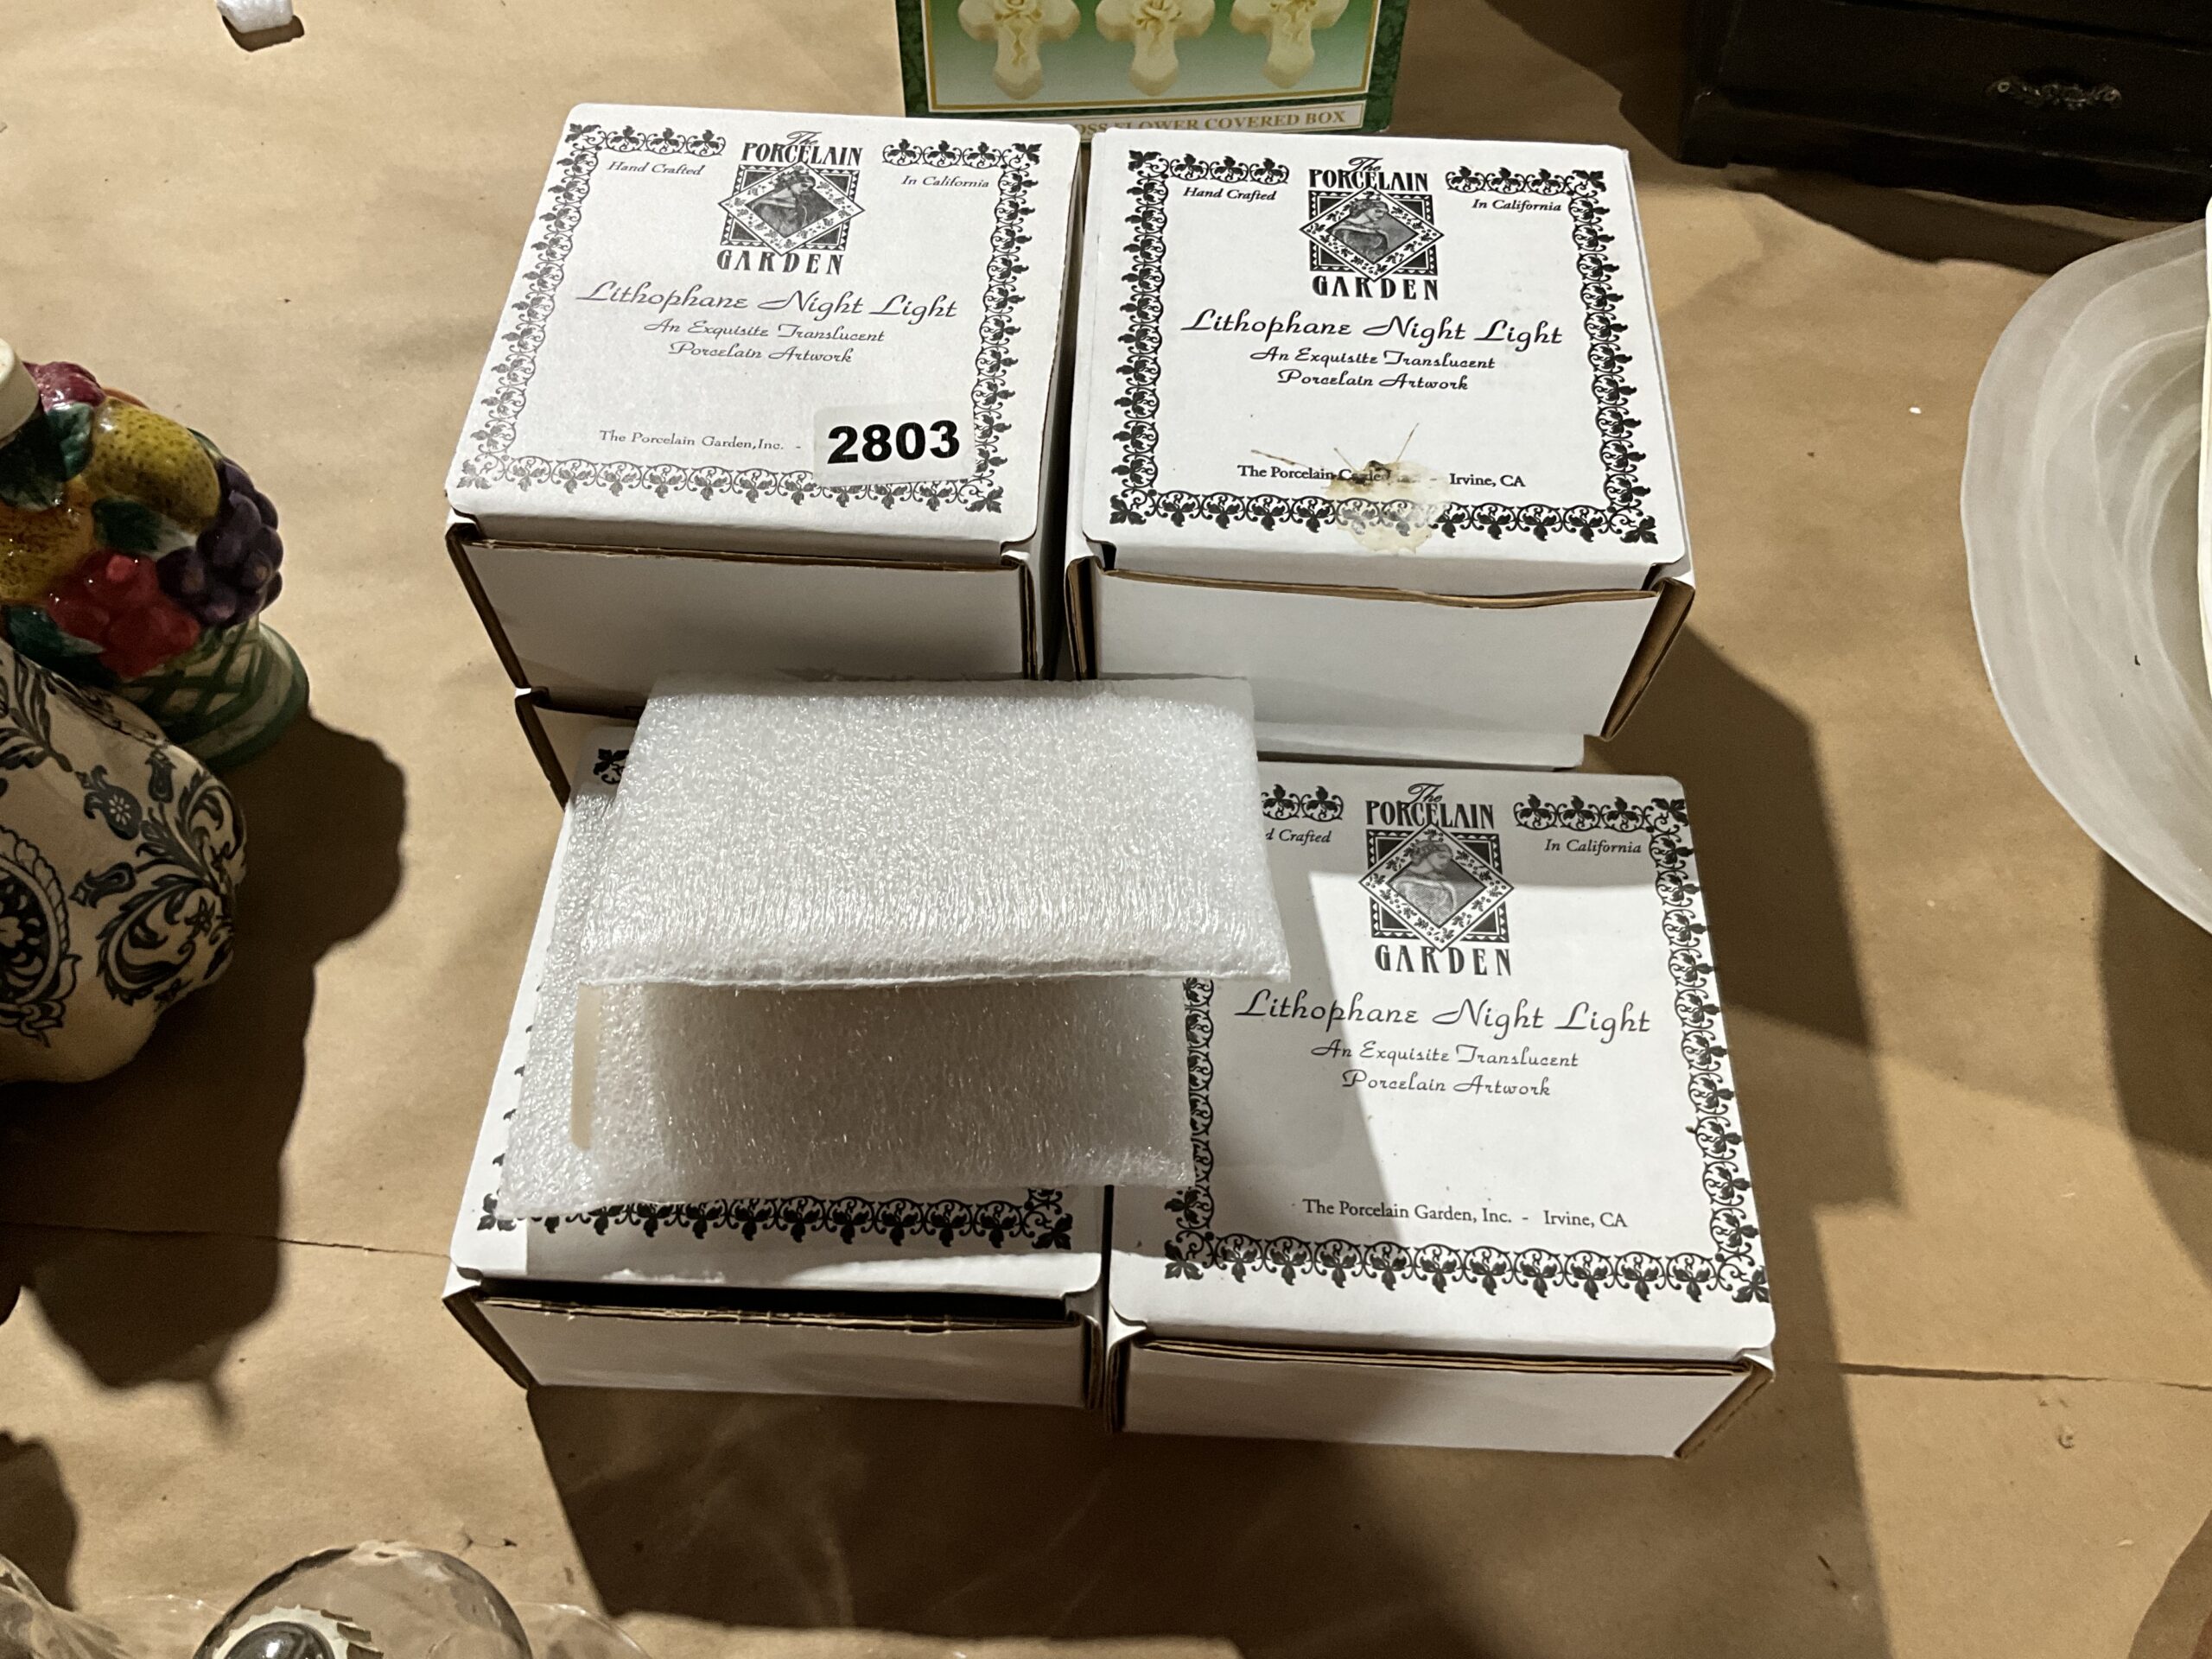 FLOWER COVERED BOX
The
PORCELAIN
Hand Crafted
In California
GARDEN
Lithophane Night Light
An Exquisite Translucent
Porcelain Artwork
The Porcelain Garden, Inc. -
2803
The
PORCELAIN
Hand Crafted
In California
GARDEN
Lithophane Night Light
An Exquisite Translucent
Porcelain Artwork
The Porcelain - Irvine, CA
The
PORCELAIN
Crafted
In California
GARDEN
Lithophane Night Light
An Exquisite Translucent
Porcelain Artwork
The Porcelain Garden, Inc. - Irvine, CA